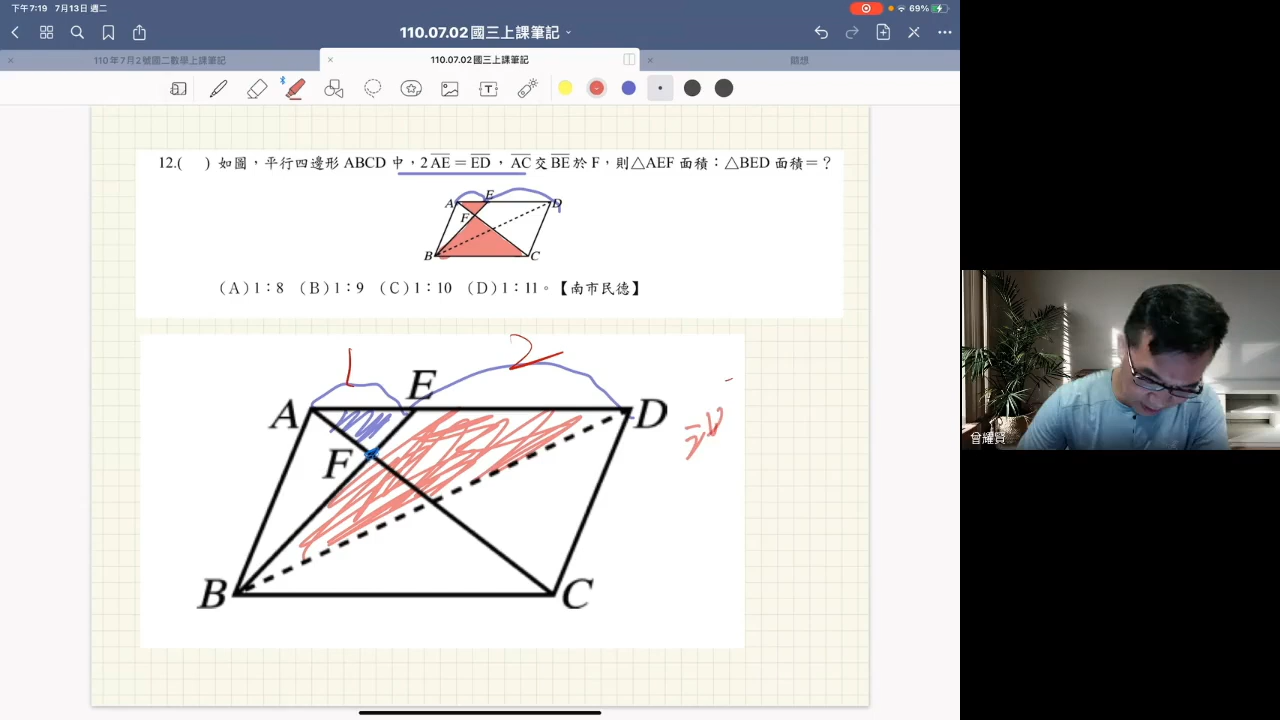 下午7:19 7月13日 週二
69%
110.07.02國三上課筆記
110年7月2號國二數學上課筆記
110.07.02國三上課筆記
12.( ) 如圖,平行四邊形 ABCD 中,2AE=ED,AC 交 BE 於 F,則△AEF 面積:△BED 面積=?
A E D
F
B C
(A)1:8 (B)1:9 (C)1:10 (D)1:11。【南市民德】
1 2
A E D
F
B C
曾耀賢